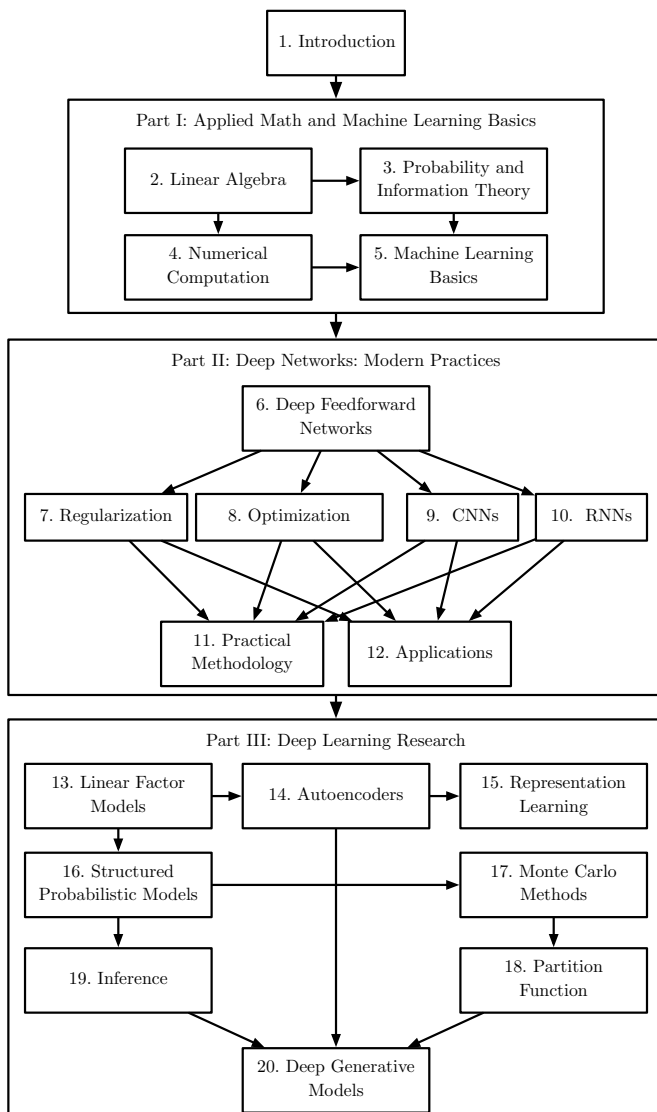 1. Introduction
Part I: Applied Math and Machine Learning Basics
2. Linear Algebra
3. Probability and
Information Theory
4. Numerical
Computation
5. Machine Learning
Basics
Part II: Deep Networks: Modern Practices
6. Deep Feedforward
Networks
7. Regularization
8. Optimization
9. CNNs
10. RNNs
11. Practical
Methodology
12. Applications
Part III: Deep Learning Research
13. Linear Factor
Models
14. Autoencoders
15. Representation
Learning
16. Structured
Probabilistic Models
17. Monte Carlo
Methods
19. Inference
18. Partition
Function
20. Deep Generative
Models